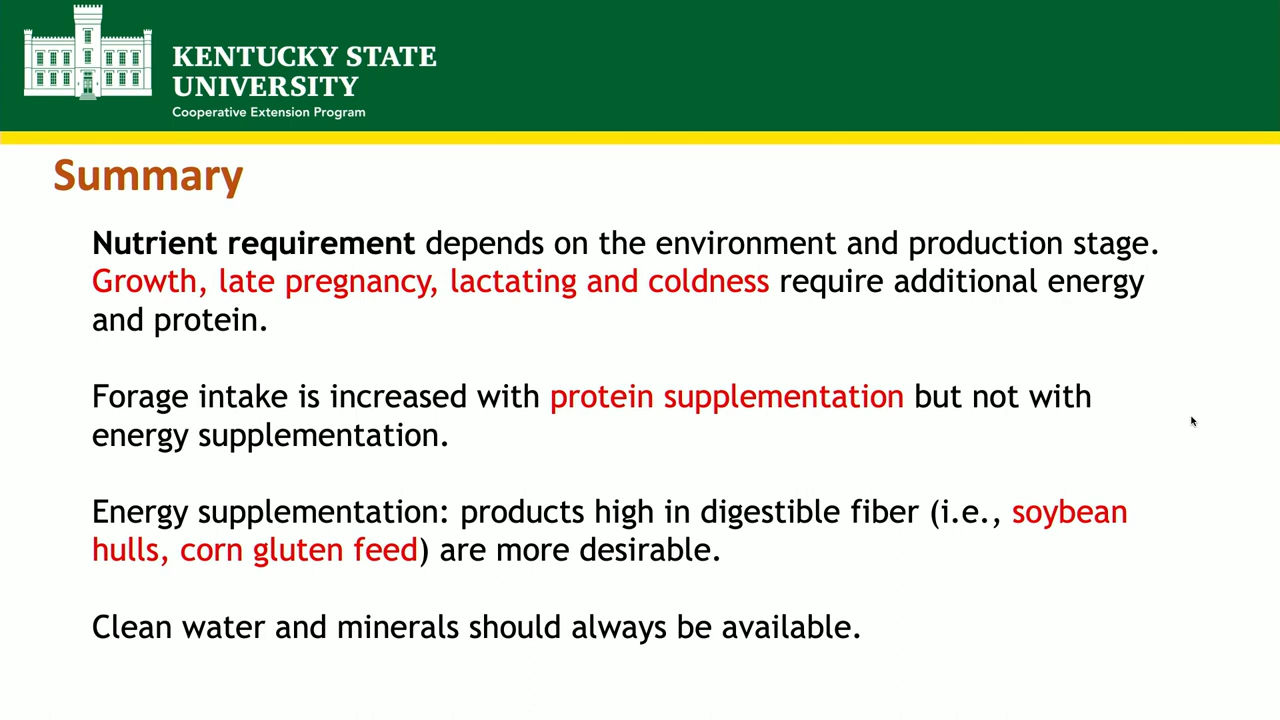 KENTUCKY STATE
UNIVERSITY
Cooperative Extension Program
Summary
Nutrient requirement depends on the environment and production stage.
Growth, late pregnancy, lactating and coldness require additional energy
and protein.
Forage intake is increased with protein supplementation but not with
energy supplementation.
Energy supplementation: products high in digestible fiber (i.e., soybean
hulls, corn gluten feed) are more desirable.
Clean water and minerals should always be available.